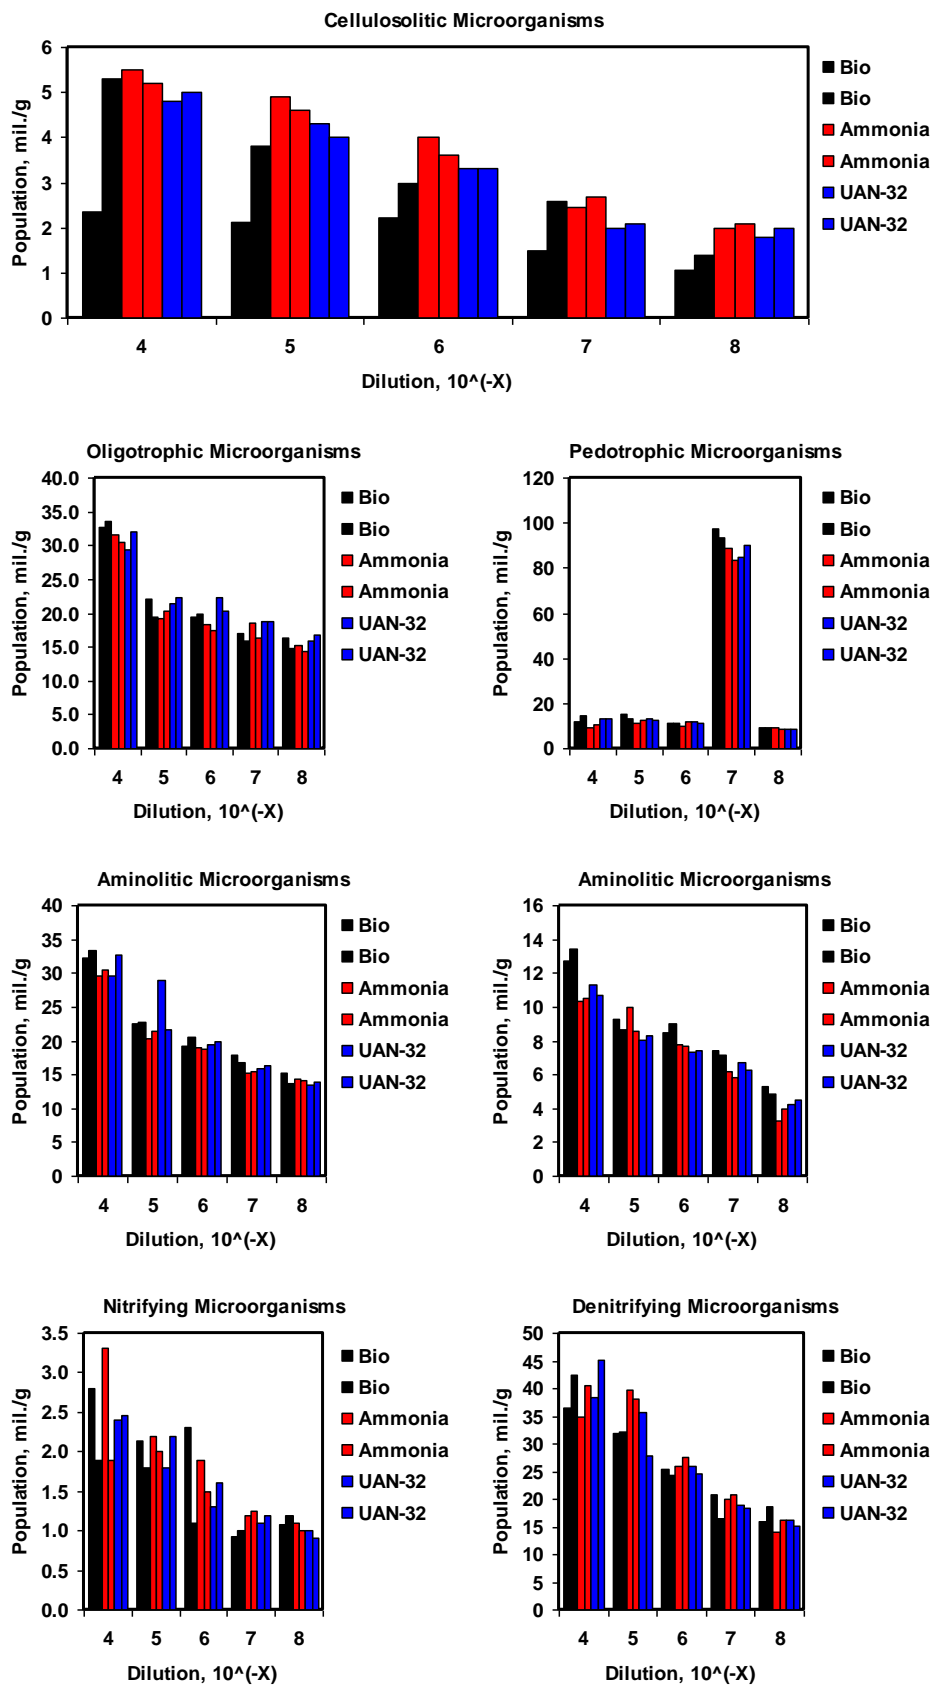 Cellulosolitic Microorganisms
Population, mil./g
6
5
4
3
2
1
0
4 5 6 7 8
Dilution, 10^(-X)
Bio
Bio
Ammonia
Ammonia
UAN-32
UAN-32
Oligotrophic Microorganisms
Population, mil./g
40.0
35.0
30.0
25.0
20.0
15.0
10.0
5.0
0.0
4 5 6 7 8
Dilution, 10^(-X)
Bio
Bio
Ammonia
Ammonia
UAN-32
UAN-32
Pedotrophic Microorganisms
Population, mil./g
120
100
80
60
40
20
0
4 5 6 7 8
Dilution, 10^(-X)
Bio
Bio
Ammonia
Ammonia
UAN-32
UAN-32
Aminolitic Microorganisms
Population, mil./g
40
35
30
25
20
15
10
5
0
4 5 6 7 8
Dilution, 10^(-X)
Bio
Bio
Ammonia
Ammonia
UAN-32
UAN-32
Aminolitic Microorganisms
Population, mil./g
16
14
12
10
8
6
4
2
0
4 5 6 7 8
Dilution, 10^(-X)
Bio
Bio
Ammonia
Ammonia
UAN-32
UAN-32
Nitrifying Microorganisms
Population, mil./g
3.5
3.0
2.5
2.0
1.5
1.0
0.5
0.0
4 5 6 7 8
Dilution, 10^(-X)
Bio
Bio
Ammonia
Ammonia
UAN-32
UAN-32
Denitrifying Microorganisms
Population, mil./g
50
45
40
35
30
25
20
15
10
5
0
4 5 6 7 8
Dilution, 10^(-X)
Bio
Bio
Ammonia
Ammonia
UAN-32
UAN-32